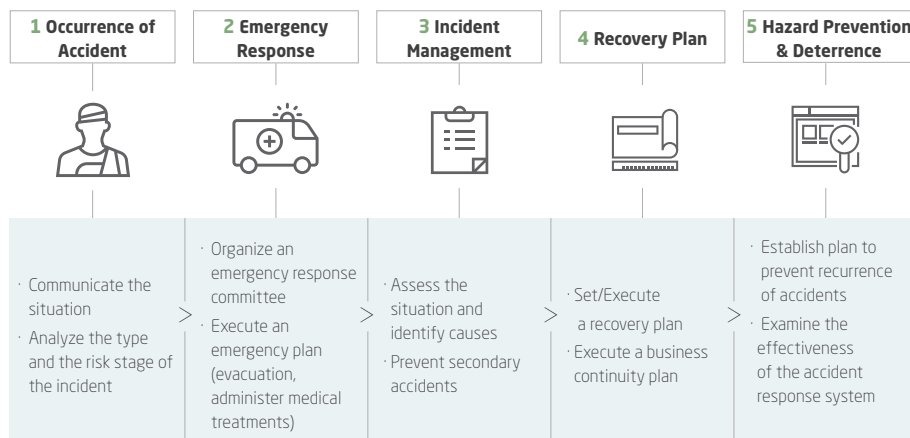 1 Occurrence of
Accident
2 Emergency
Response
3 Incident
Management
4 Recovery Plan
5 Hazard Prevention
& Deterrence
· Communicate the
situation
· Analyze the type
and the risk stage of
the incident
· Organize an
emergency response
committee
· Execute an
emergency plan
(evacuation,
administer medical
treatments)
· Assess the
situation and
identify causes
· Prevent secondary
accidents
· Set/Execute
a recovery plan
· Execute a business
continuity plan
· Establish plan to
prevent recurrence
of accidents
· Examine the
effectiveness
of the accident
response system